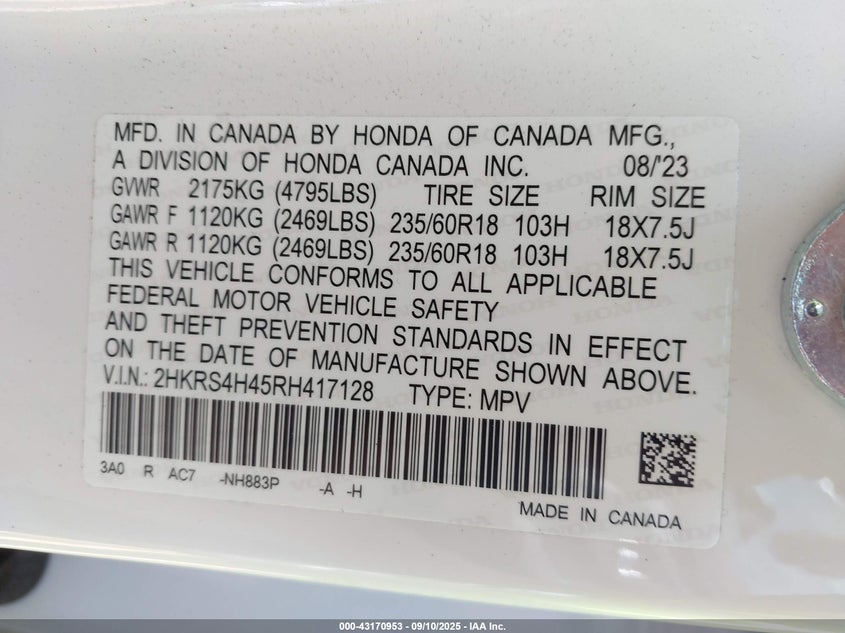 MFD. IN CANADA BY HONDA OF CANADA MFG.,
A DIVISION OF HONDA CANADA INC. 08/'23
GVWR 2175KG (4795LBS) TIRE SIZE RIM SIZE
GAWR F 1120KG (2469LBS) 235/60R18 103H 18X7.5J
GAWR R 1120KG (2469LBS) 235/60R18 103H 18X7.5J
THIS VEHICLE CONFORMS TO ALL APPLICABLE
FEDERAL MOTOR VEHICLE SAFETY
AND THEFT PREVENTION STANDARDS IN EFFECT
ON THE DATE OF MANUFACTURE SHOWN ABOVE.
V.I.N.: 2HKRS4H45RH417128 TYPE: MPV
3A0 R AC7 -NH883P -A -H
MADE IN CANADA
000-43170953 - 09/10/2025 - IAA Inc.